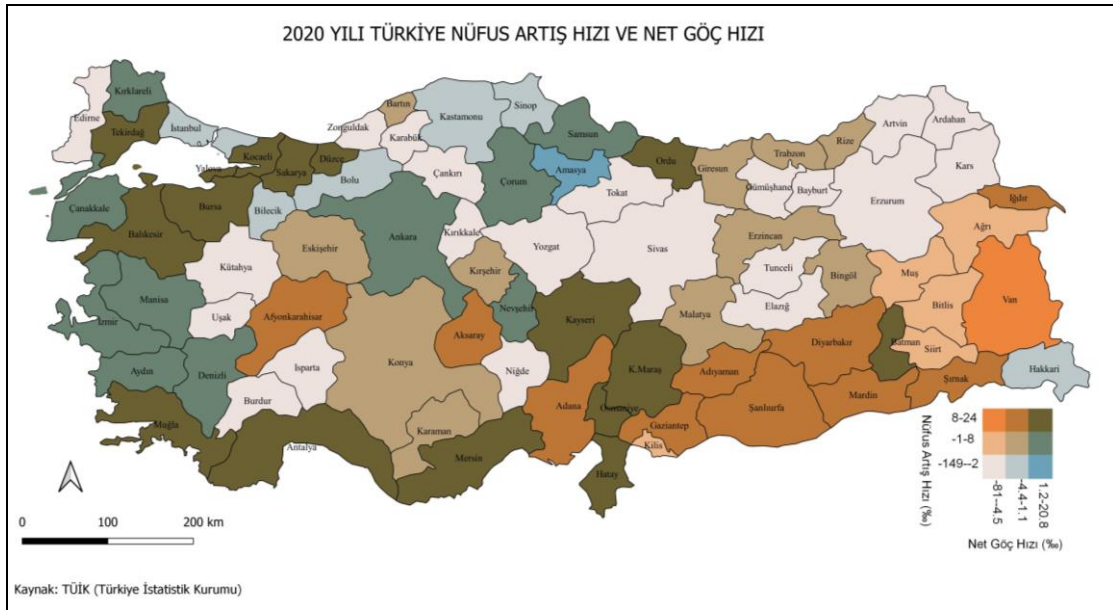 2020 YILI TÜRKİYE NÜFUS ARTIŞ HIZI VE NET GÖÇ HIZI
Kırklareli
Edirne
Tekirdağ
İstanbul
Yalova
Kocaeli
Sakarya
Düzce
Zonguldak
Bartın
Karabük
Kastamonu
Sinop
Samsun
Çankırı
Bolu
Çorum
Amasya
Ordu
Giresun
Trabzon
Rize
Artvin
Ardahan
Kars
Gümüşhane
Bayburt
Erzurum
Tokat
Iğdır
Ağrı
Çanakkale
Balıkesir
Bursa
Bilecik
Eskişehir
Ankara
Kırıkkale
Yozgat
Sivas
Erzincan
Tunceli
Bingöl
Muş
Van
Kütahya
Kırşehir
Manisa
Uşak
Afyonkarahisar
Aksaray
Nevşehir
Kayseri
Malatya
Elazığ
Bitlis
İzmir
Konya
Diyarbakır
Batman
Siirt
Aydın
Denizli
Isparta
Niğde
K.Maraş
Adıyaman
Şırnak
Hakkari
Burdur
Muğla
Antalya
Karaman
Mersin
Adana
Osmaniye
Gaziantep
Şanlıurfa
Mardin
Kilis
Hatay
8-24
-1-8
-149--2
Nüfus Artış Hızı (‰)
-81--4.5
-4.4-1.1
1.2-20.8
Net Göç Hızı (‰)
0 100 200 km
Kaynak: TÜİK (Türkiye İstatistik Kurumu)